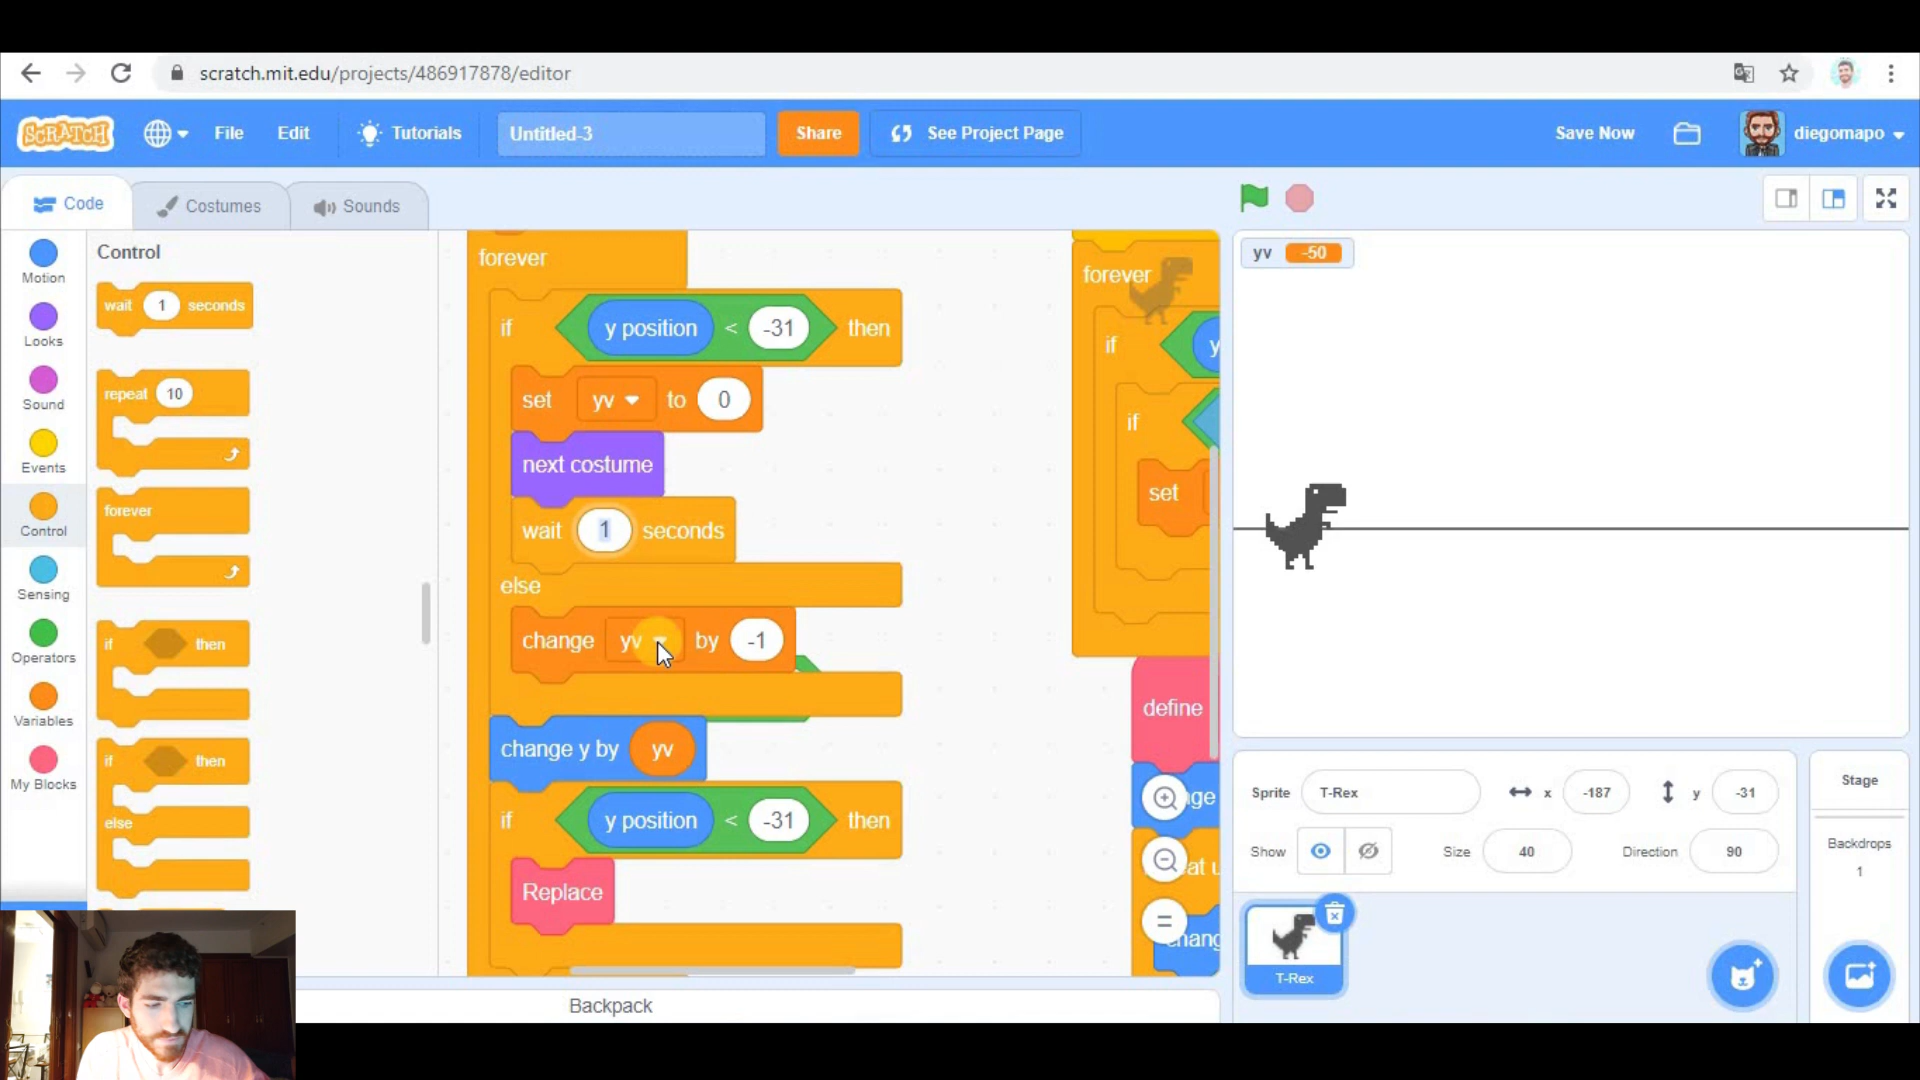 scratch.mit.edu/projects/486917878/editor
SCRATCH
File
Edit
Tutorials
Untitled-3
Share
See Project Page
Save Now
diegomapo
Code
Costumes
Sounds
Motion
Looks
Sound
Events
Control
Sensing
Operators
Variables
My Blocks
Control
wait 1 seconds
repeat 10
forever
if then
if then
else
forever
if y position < -31 then
set yv to 0
next costume
wait 1 seconds
else
change yv by -1
change y by yv
if y position < -31 then
Replace
forever
if y
if
set
define
Backpack
yv -50
Sprite T-Rex x -187 y -31
Show Size 40 Direction 90
T-Rex
Stage
Backdrops
1